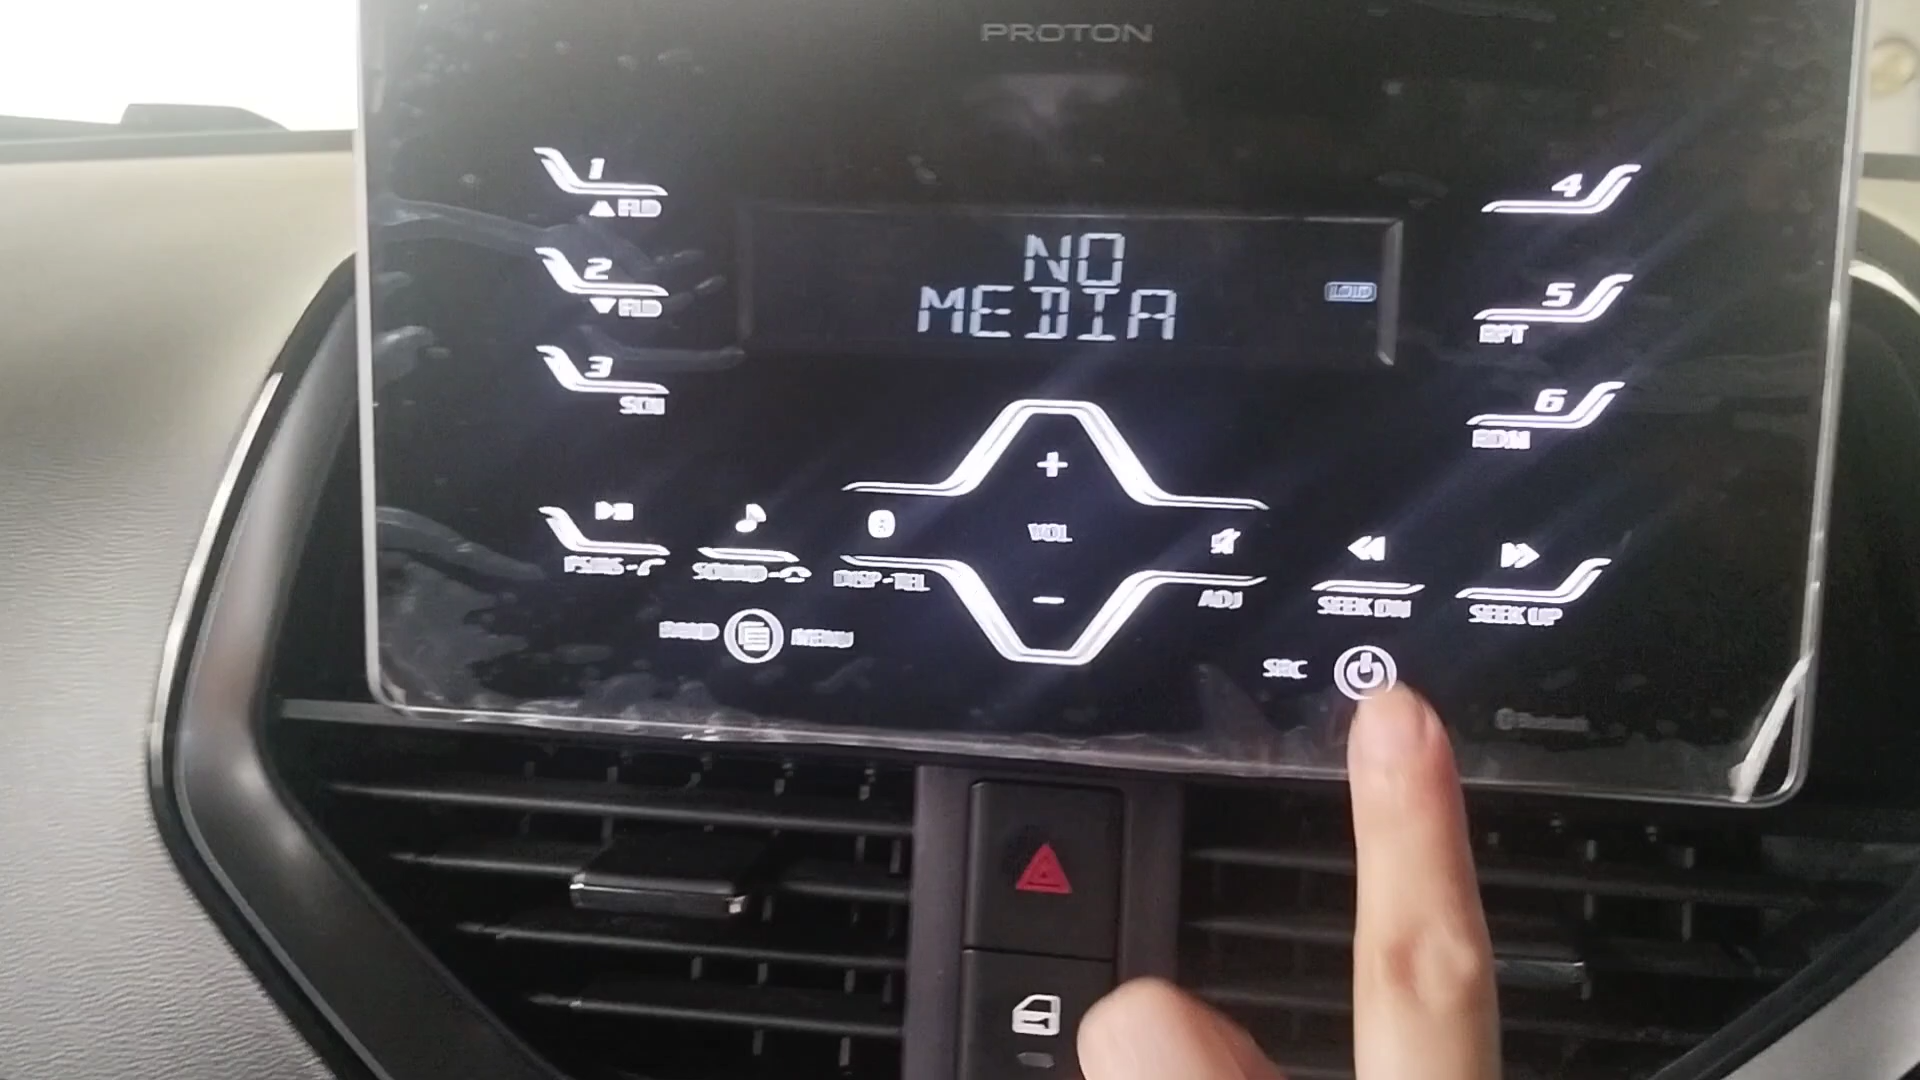 PROTON
1
FLD
2
FLD
3
SCN
NO
MEDIA
LOUD
4
5
RPT
6
RDM
+
VOL
-
SOUND-
DISP-TEL
ADJ
SEEK DN
SEEK UP
BAND
MENU
SRC
Bluetooth